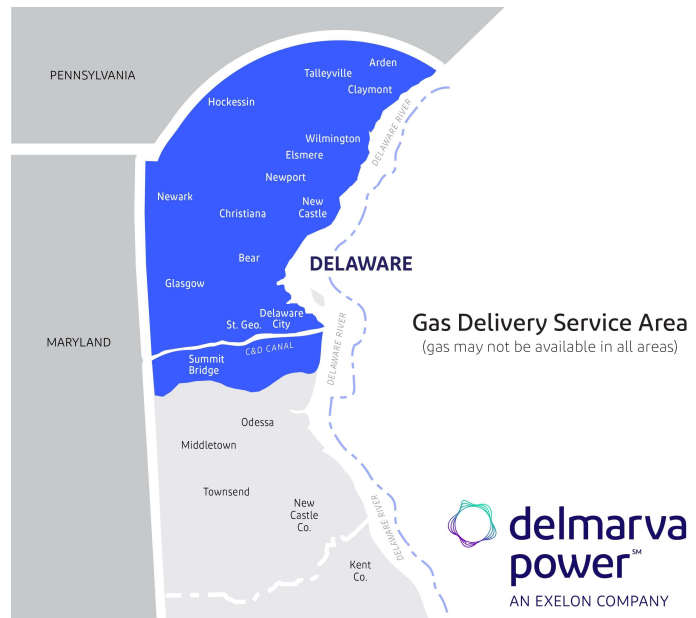 PENNSYLVANIA
Arden
Talleyville
Claymont
Hockessin
DELAWARE RIVER
Wilmington
Elsmere
Newport
Newark
New
Castle
Christiana
Bear
DELAWARE
Glasgow
Delaware
City
St. Geo.
Gas Delivery Service Area
(gas may not be available in all areas)
MARYLAND
C&D CANAL
DELAWARE RIVER
Summit
Bridge
Odessa
Middletown
Townsend
New
Castle
Co.
DELAWARE RIVER
Kent
Co.
delmarva
power℠
AN EXELON COMPANY